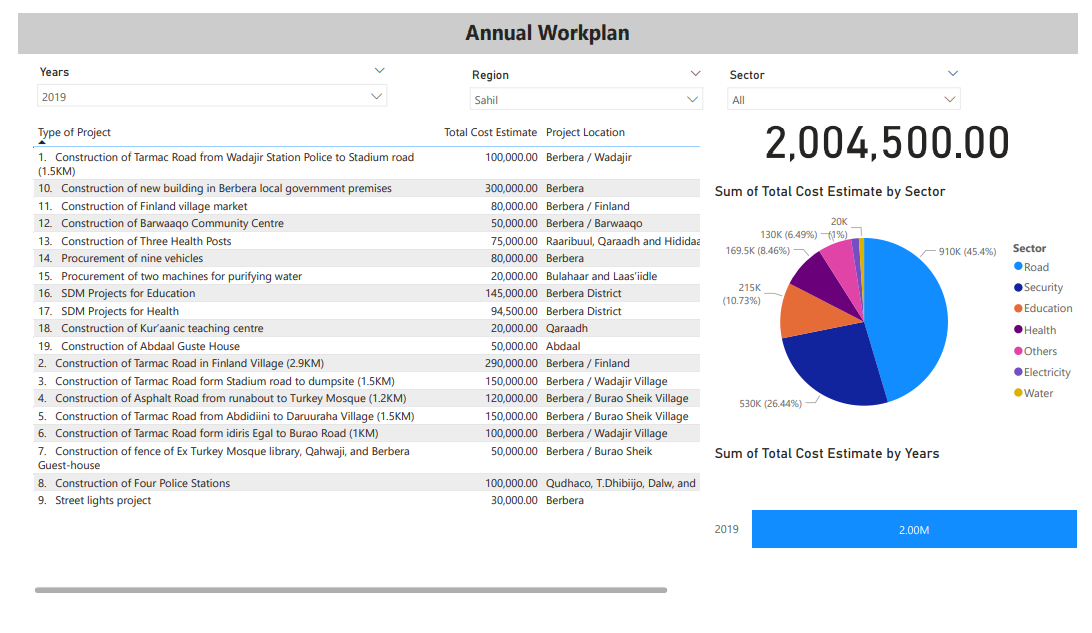 Annual Workplan
Years
2019
Region
Sahil
Sector
All
Type of Project Total Cost Estimate Project Location
1. Construction of Tarmac Road from Wadajir Station Police to Stadium road 100,000.00 Berbera / Wadajir
(1.5KM)
10. Construction of new building in Berbera local government premises 300,000.00 Berbera
11. Construction of Finland village market 80,000.00 Berbera / Finland
12. Construction of Barwaaqo Community Centre 50,000.00 Berbera / Barwaaqo
13. Construction of Three Health Posts 75,000.00 Raaribuul, Qaraadh and Hididaa
14. Procurement of nine vehicles 80,000.00 Berbera
15. Procurement of two machines for purifying water 20,000.00 Bulahaar and Laas'iidle
16. SDM Projects for Education 145,000.00 Berbera District
17. SDM Projects for Health 94,500.00 Berbera District
18. Construction of Kur'aanic teaching centre 20,000.00 Qaraadh
19. Construction of Abdaal Guste House 50,000.00 Abdaal
2. Construction of Tarmac Road in Finland Village (2.9KM) 290,000.00 Berbera / Finland
3. Construction of Tarmac Road form Stadium road to dumpsite (1.5KM) 150,000.00 Berbera / Wadajir Village
4. Construction of Asphalt Road from runabout to Turkey Mosque (1.2KM) 120,000.00 Berbera / Burao Sheik Village
5. Construction of Tarmac Road from Abdidiini to Daruuraha Village (1.5KM) 150,000.00 Berbera / Burao Sheik Village
6. Construction of Tarmac Road form idiris Egal to Burao Road (1KM) 100,000.00 Berbera / Wadajir Village
7. Construction of fence of Ex Turkey Mosque library, Qahwaji, and Berbera 50,000.00 Berbera / Burao Sheik
Guest-house
8. Construction of Four Police Stations 100,000.00 Qudhaco, T.Dhibiijo, Dalw, and
9. Street lights project 30,000.00 Berbera
2,004,500.00
Sum of Total Cost Estimate by Sector
20K
(1%)
130K (6.49%)
169.5K (8.46%)
215K
(10.73%)
530K (26.44%)
910K (45.4%)
Sector
Road
Security
Education
Health
Others
Electricity
Water
Sum of Total Cost Estimate by Years
2019 2.00M